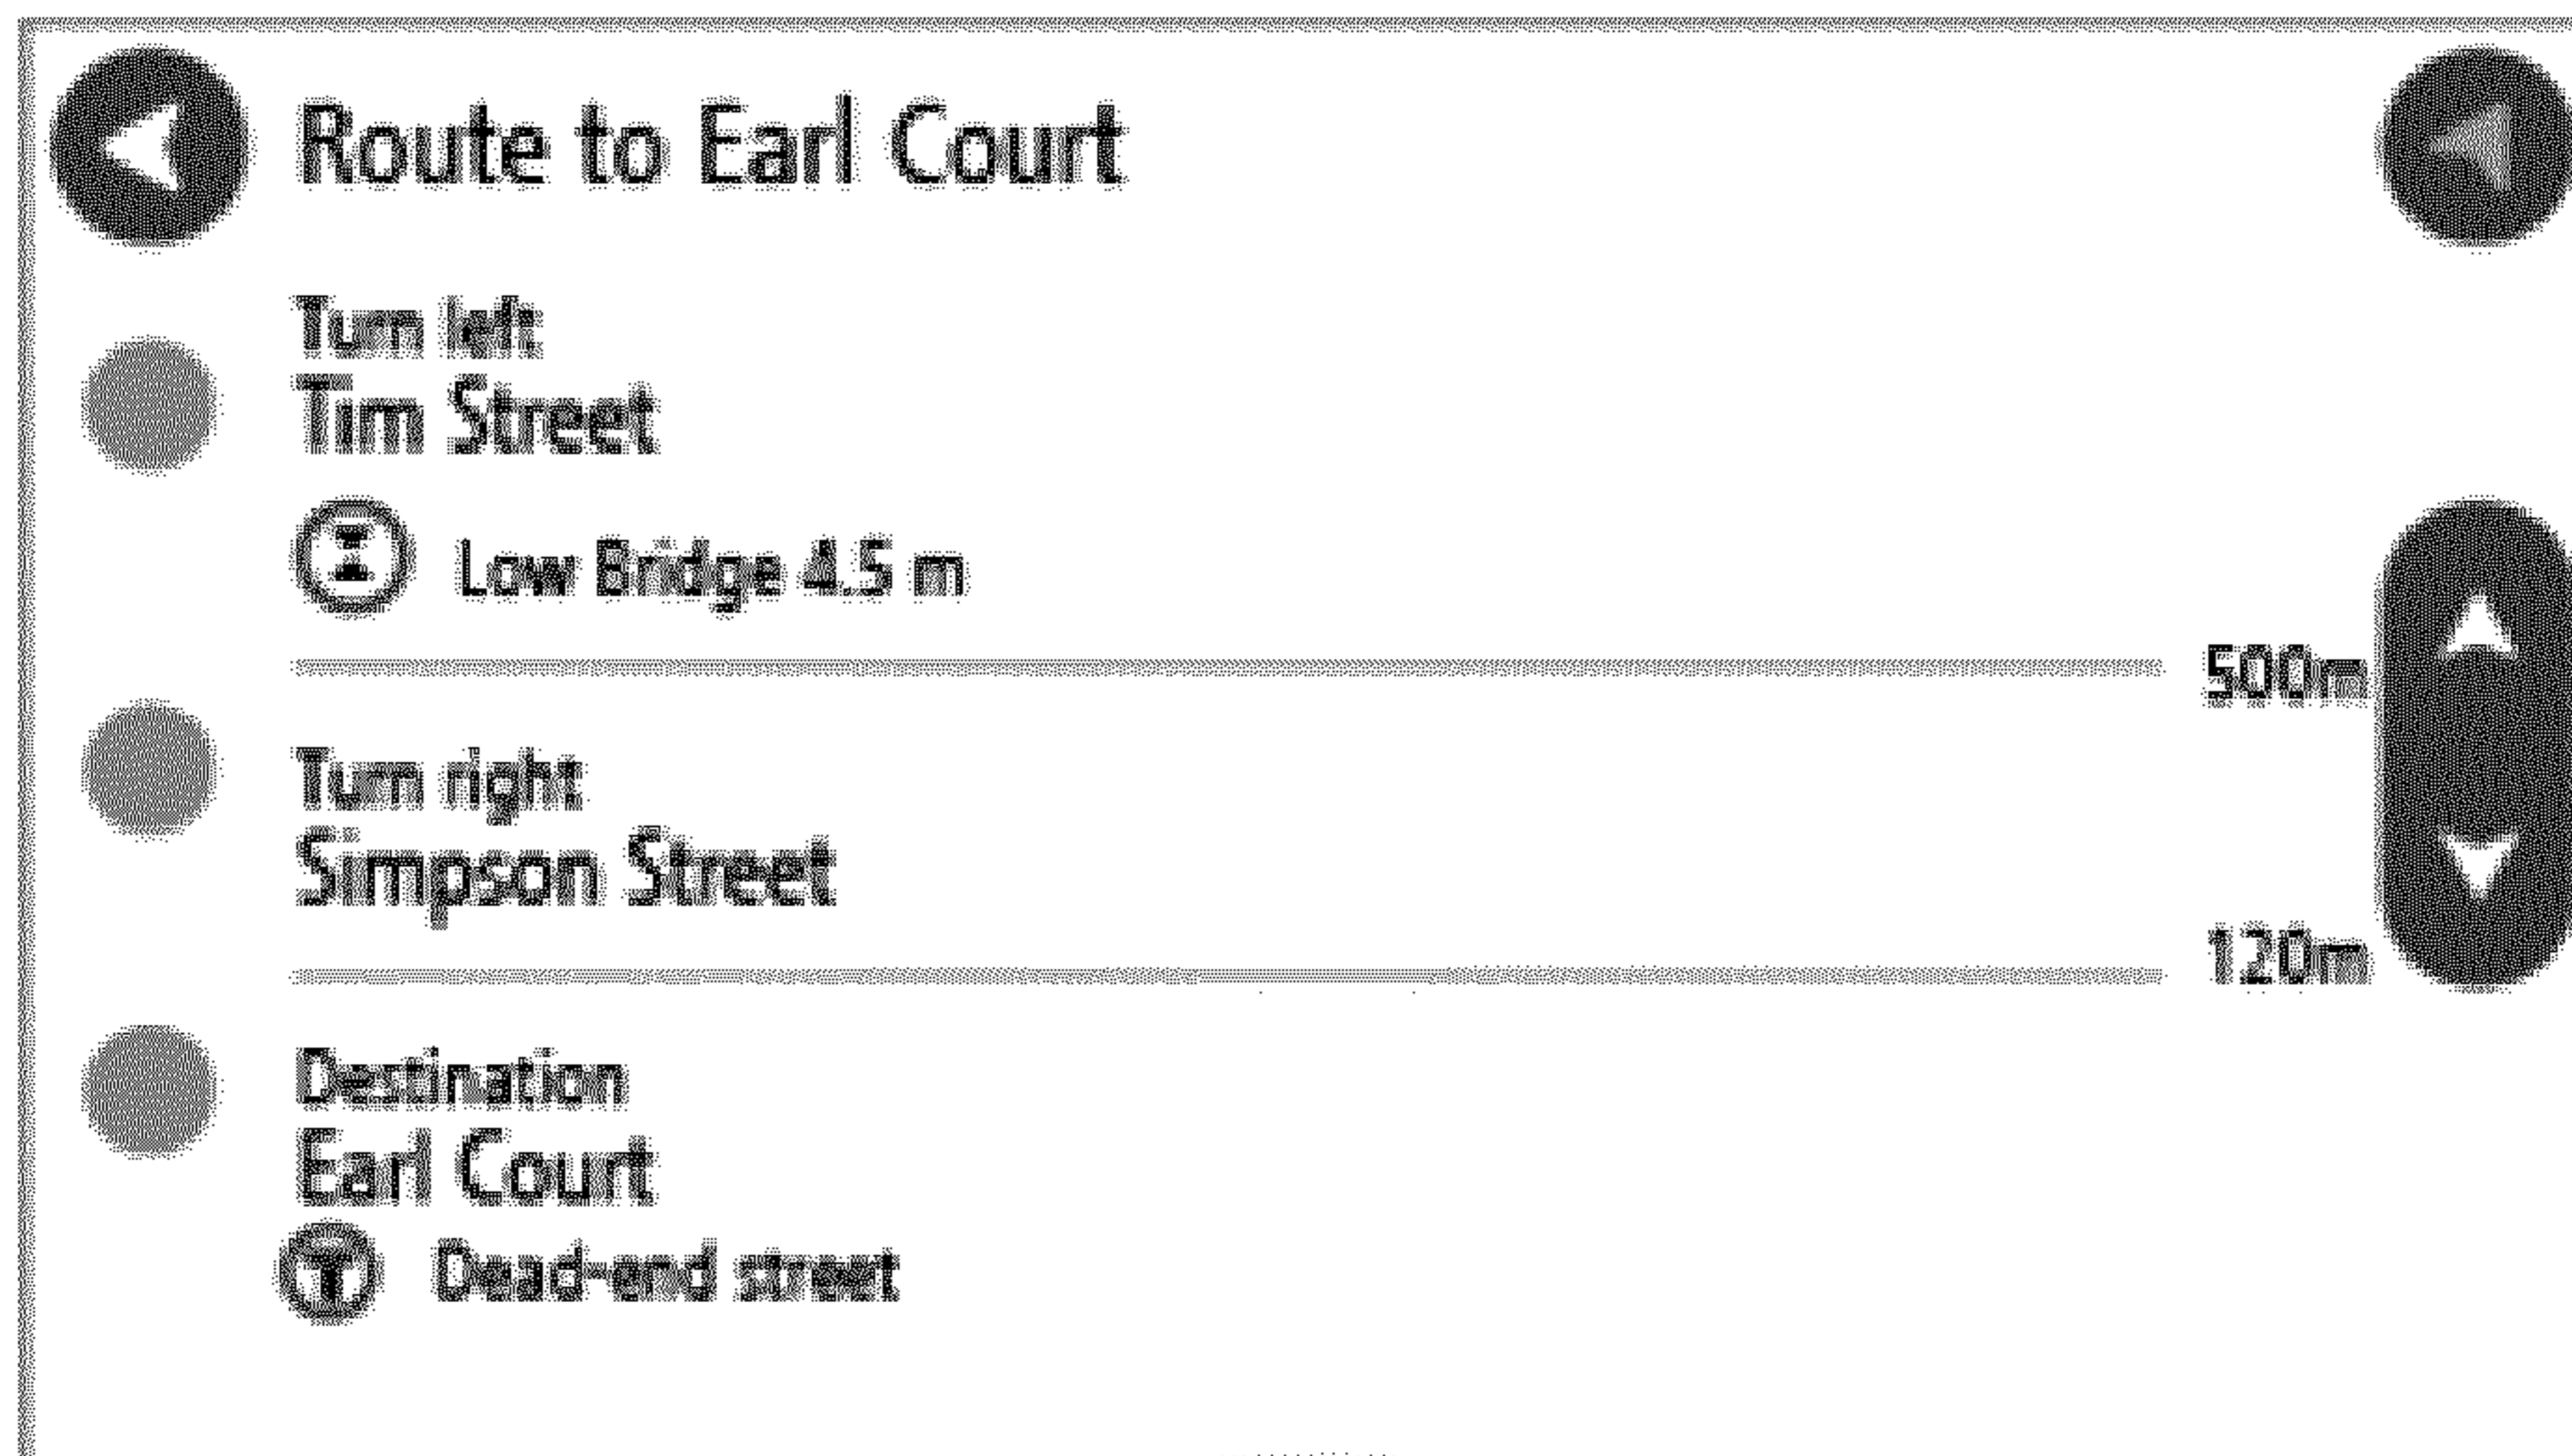 Route to Earl Court
Turn left
Tim Street
Low Bridge 4.5 m
500m
Turn right
Simpson Street
120m
Destination
Earl Court
T Dead-end street